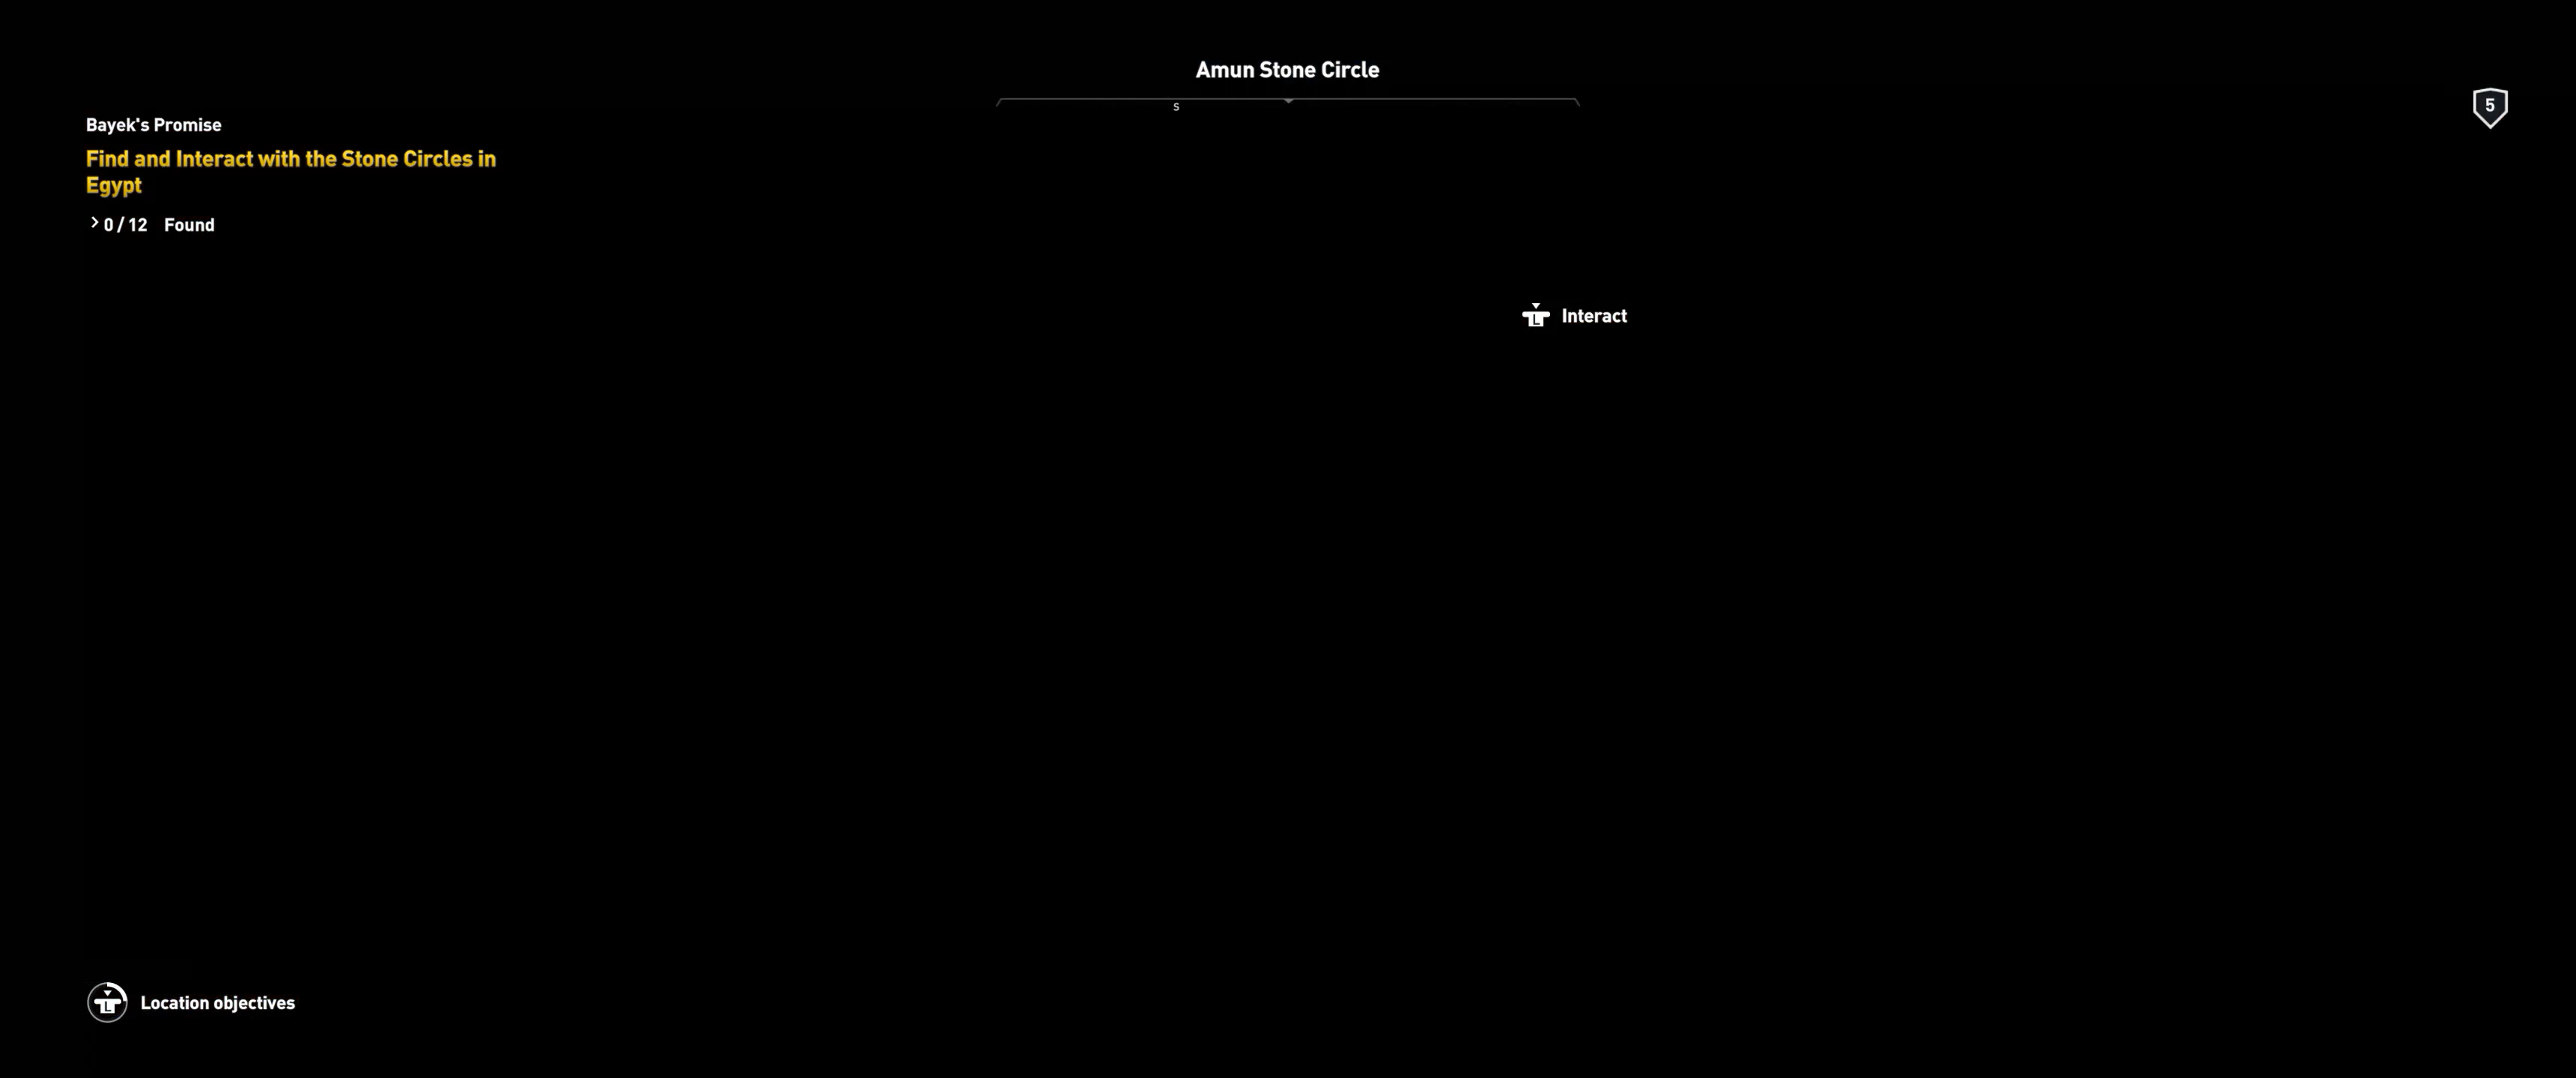 Amun Stone Circle
S
5
Bayek's Promise
Find and Interact with the Stone Circles in
Egypt
0/12 Found
L Interact
L Location objectives